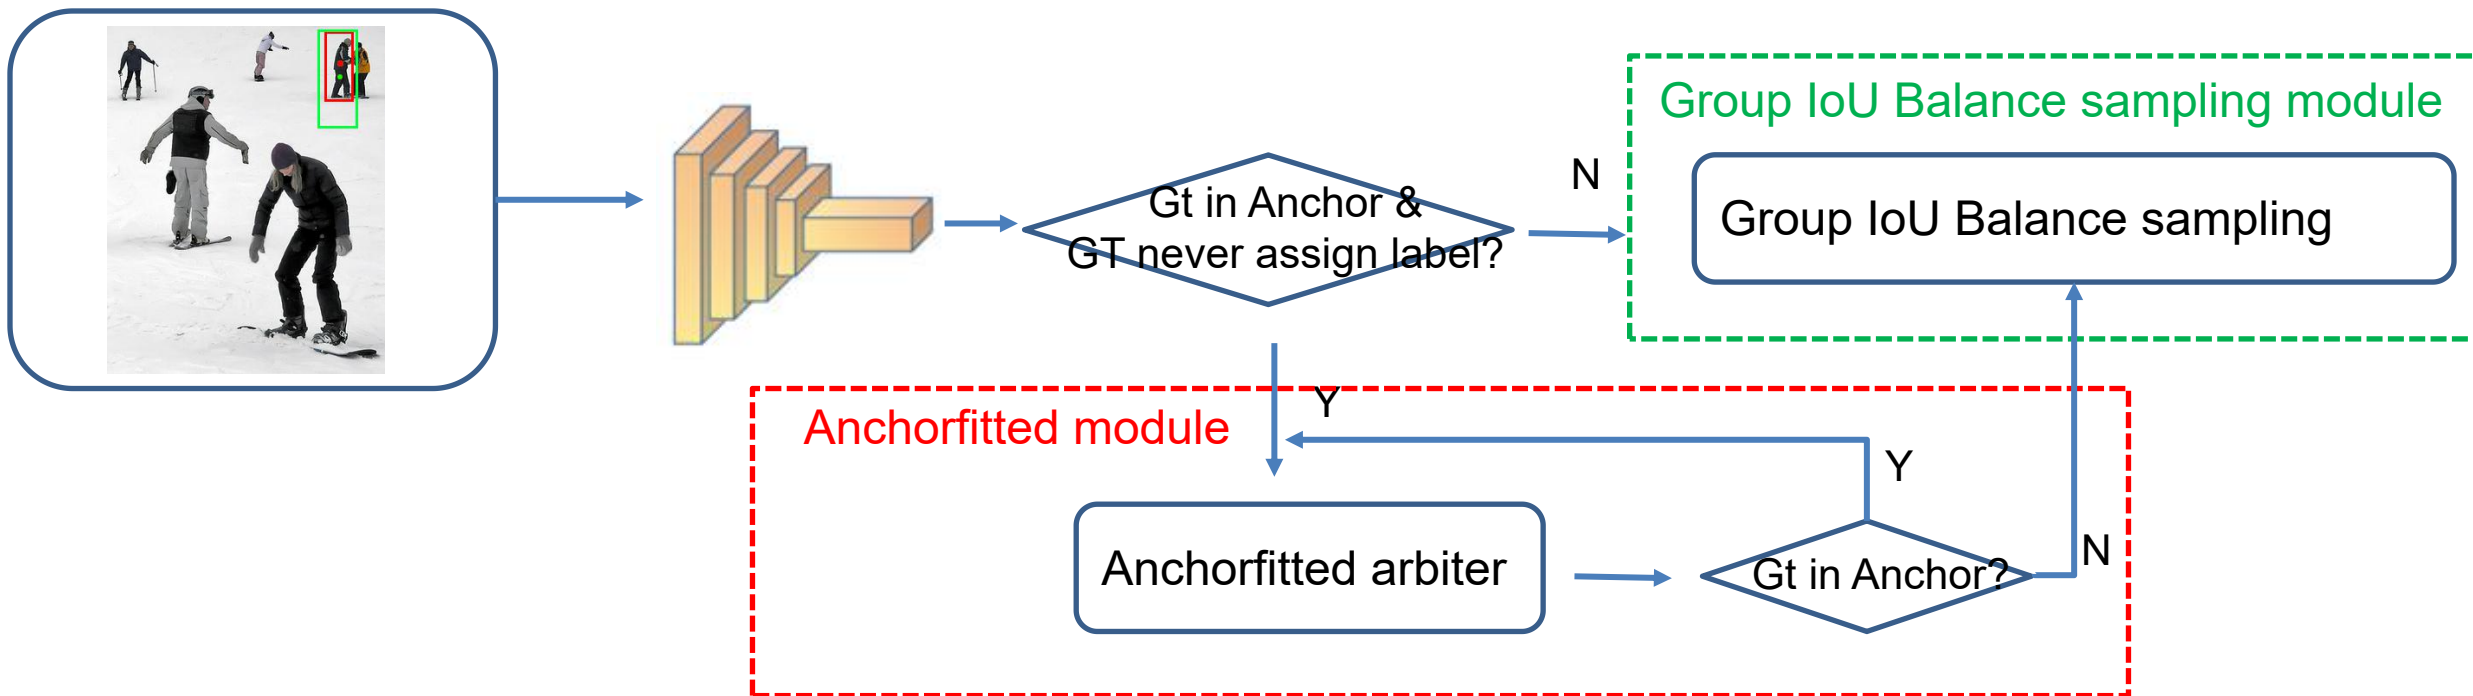 Group IoU Balance sampling module
N
Gt in Anchor &
GT never assign label?
Group IoU Balance sampling
Y
Anchorfitted module
Y
Anchorfitted arbiter
Gt in Anchor?
N